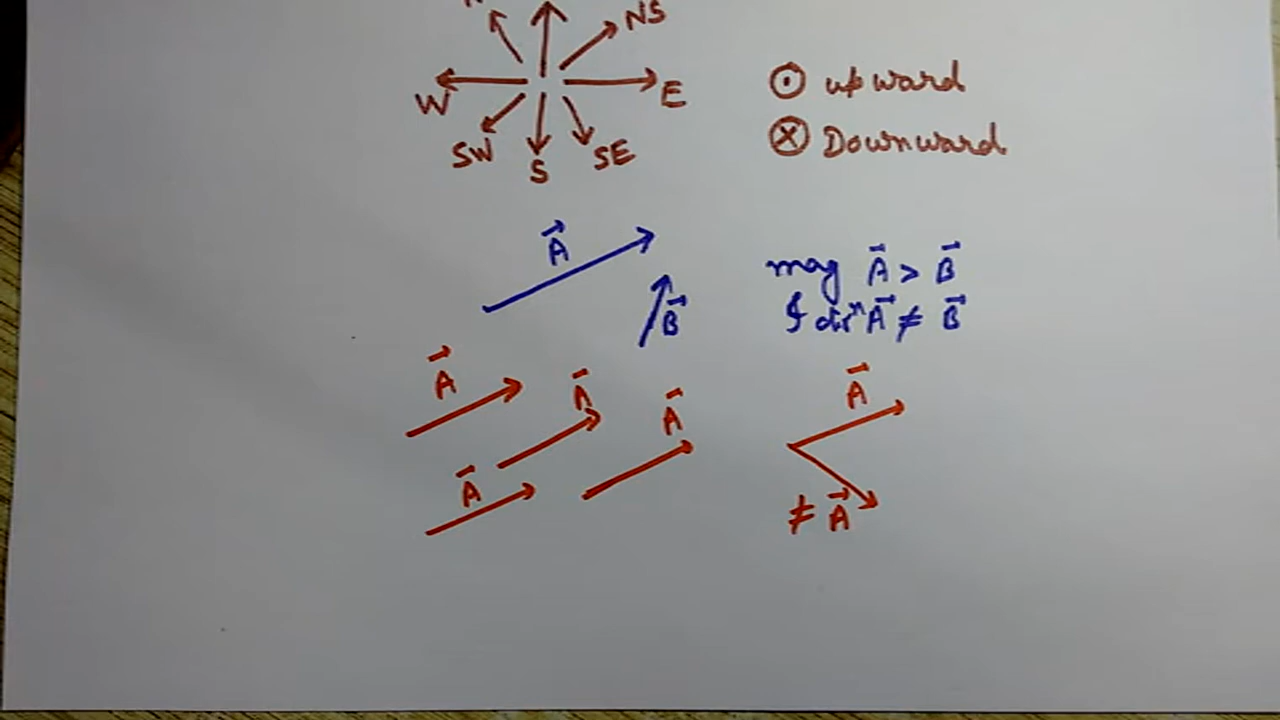 NS
W
E
SW
S
SE
⊙ upward
⊗ Downward
A⃗
B⃗
mag A⃗ > B⃗
& dirⁿ A⃗ ≠ B⃗
A⃗
A⃗
A⃗
A⃗
A⃗
≠ A⃗